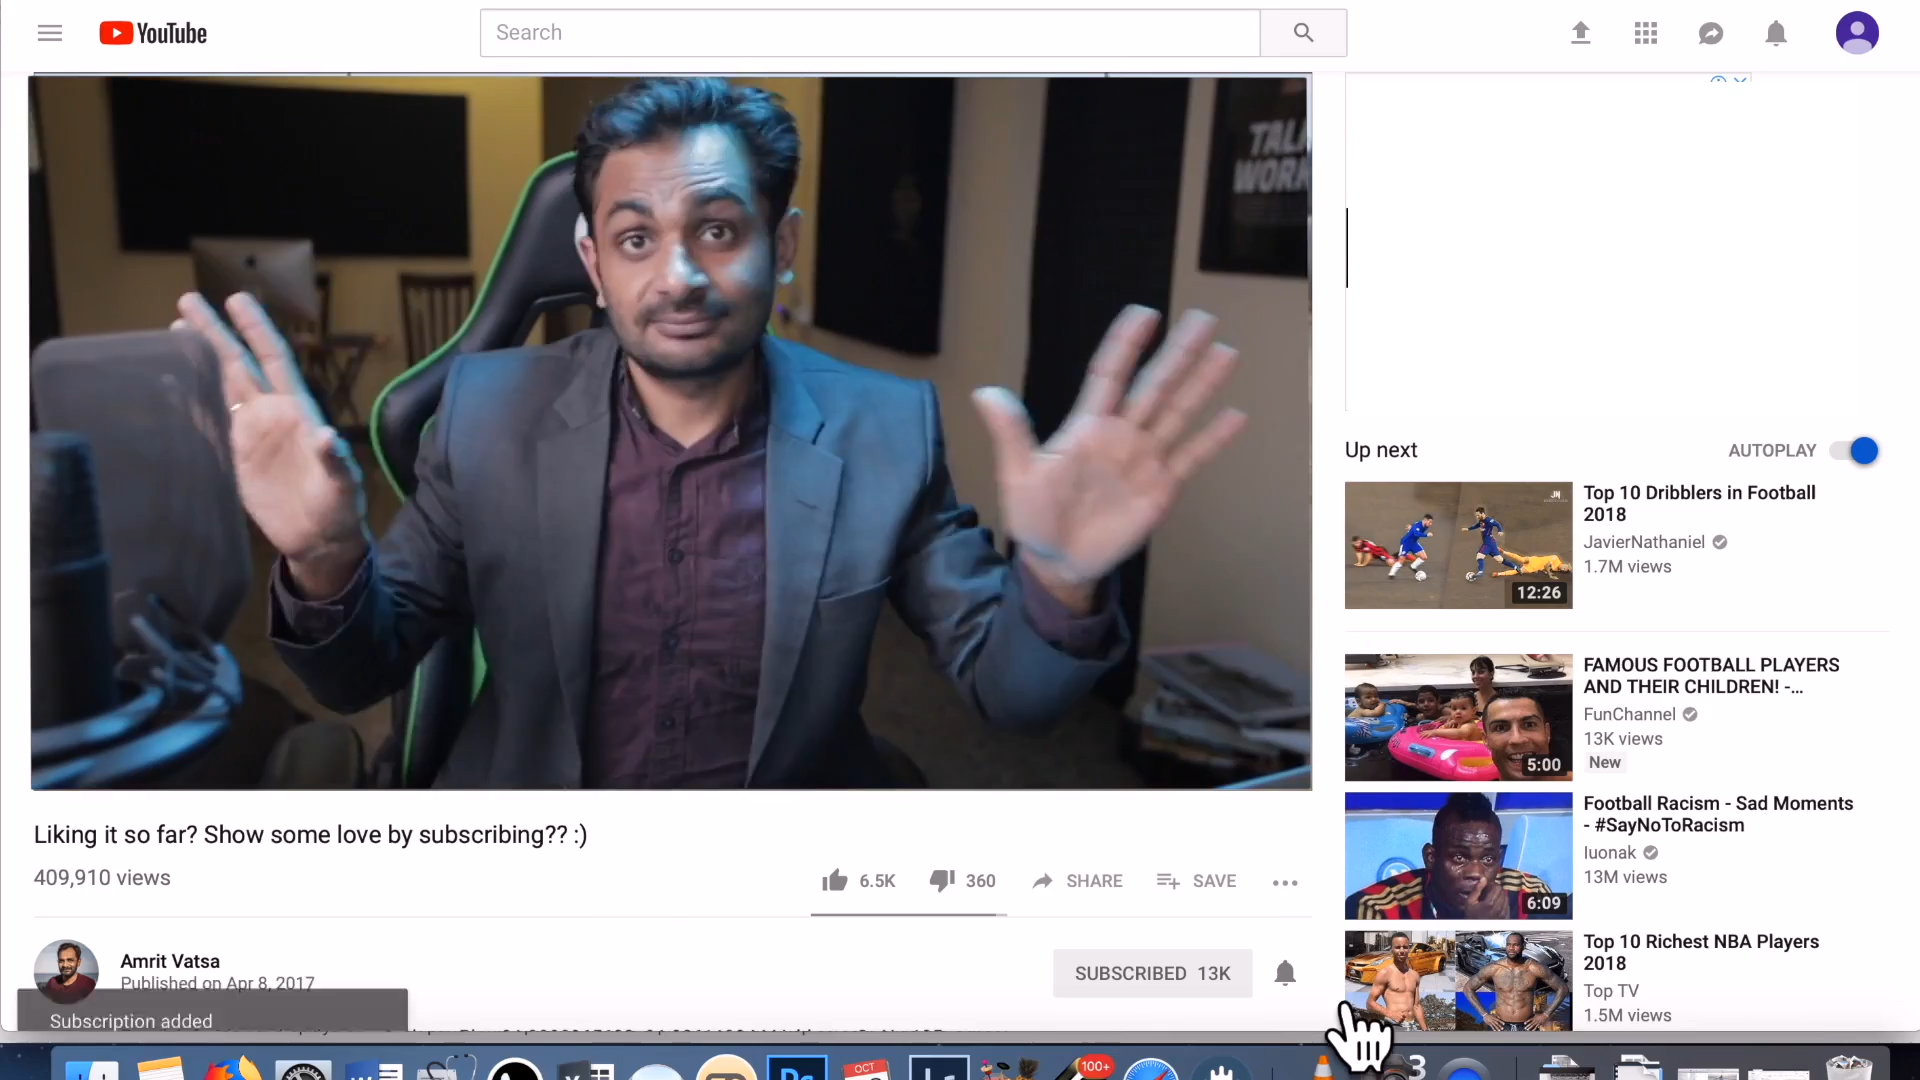 YouTube
Search
TALK
WORK
Up next
AUTOPLAY
Top 10 Dribblers in Football
2018
JavierNathaniel
1.7M views
12:26
FAMOUS FOOTBALL PLAYERS
AND THEIR CHILDREN! -...
FunChannel
13K views
New
5:00
Football Racism - Sad Moments
- #SayNoToRacism
luonak
13M views
6:09
Top 10 Richest NBA Players
2018
Top TV
1.5M views
Liking it so far? Show some love by subscribing?? :)
409,910 views
6.5K
360
SHARE
SAVE
Amrit Vatsa
Published on Apr 8, 2017
SUBSCRIBED 13K
Subscription added
OCT
100+
3